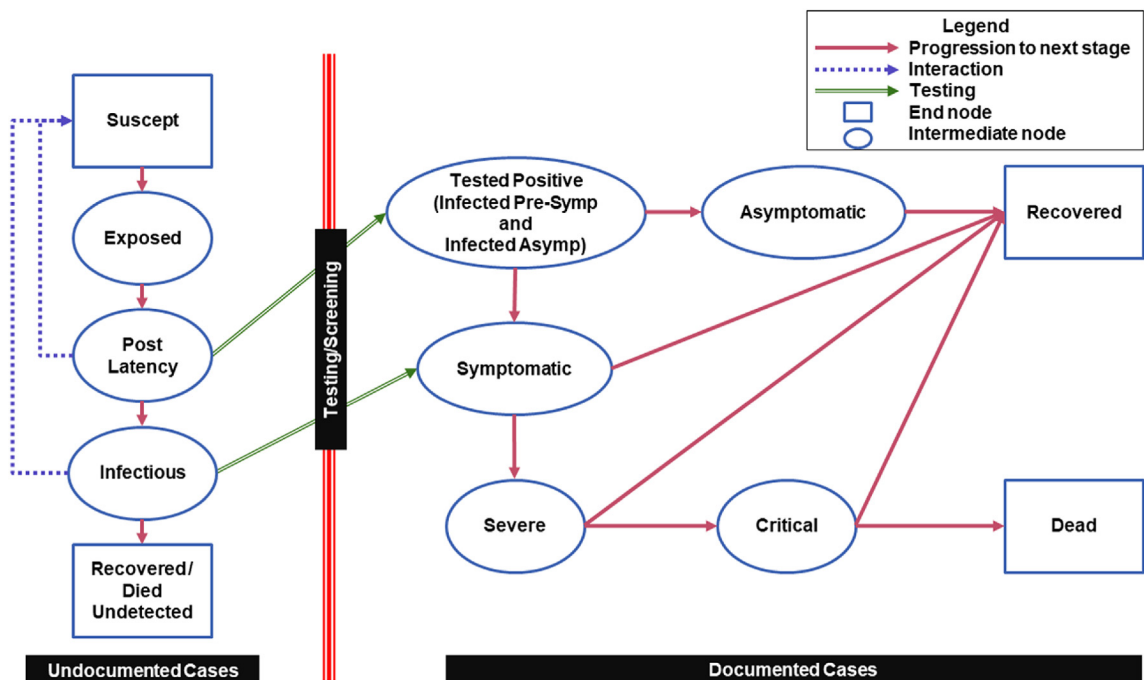 Legend
Progression to next stage
Interaction
Testing
End node
Intermediate node
Suscept
Exposed
Post
Latency
Infectious
Recovered/
Died
Undetected
Undocumented Cases
Testing/Screening
Tested Positive
(Infected Pre-Symp
and
Infected Asymp)
Asymptomatic
Recovered
Symptomatic
Severe
Critical
Dead
Documented Cases